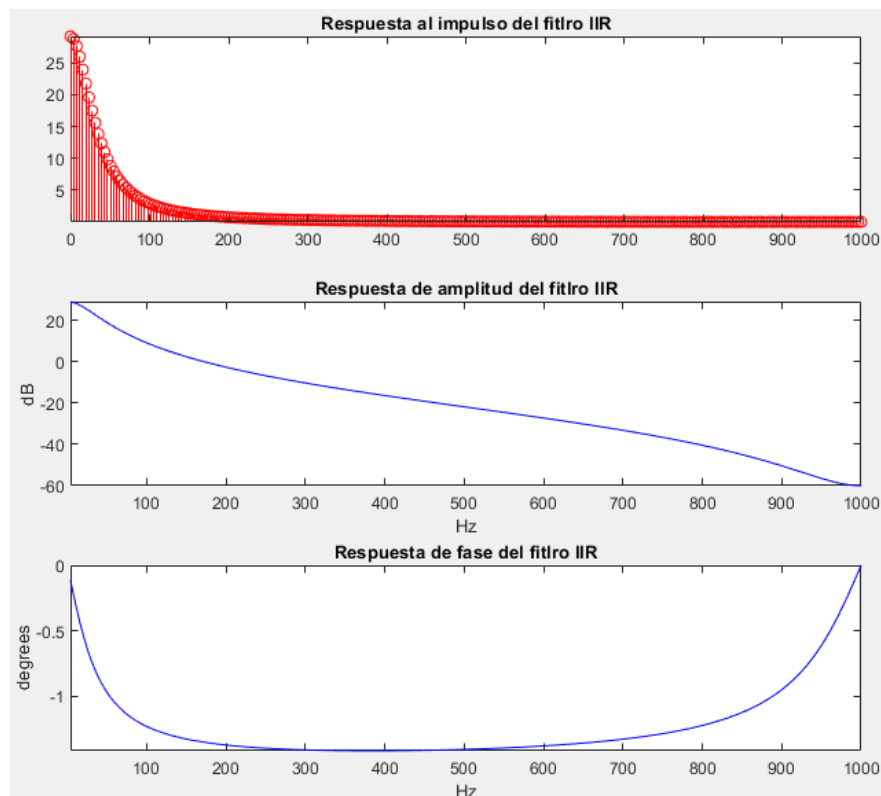 Respuesta al impulso del fitlro IIR
25
20
15
10
5
0 100 200 300 400 500 600 700 800 900 1000
Respuesta de amplitud del fitlro IIR
20
0
-20
-40
-60
dB
100 200 300 400 500 600 700 800 900 1000
Hz
Respuesta de fase del fitlro IIR
0
-0.5
-1
degrees
100 200 300 400 500 600 700 800 900 1000
Hz